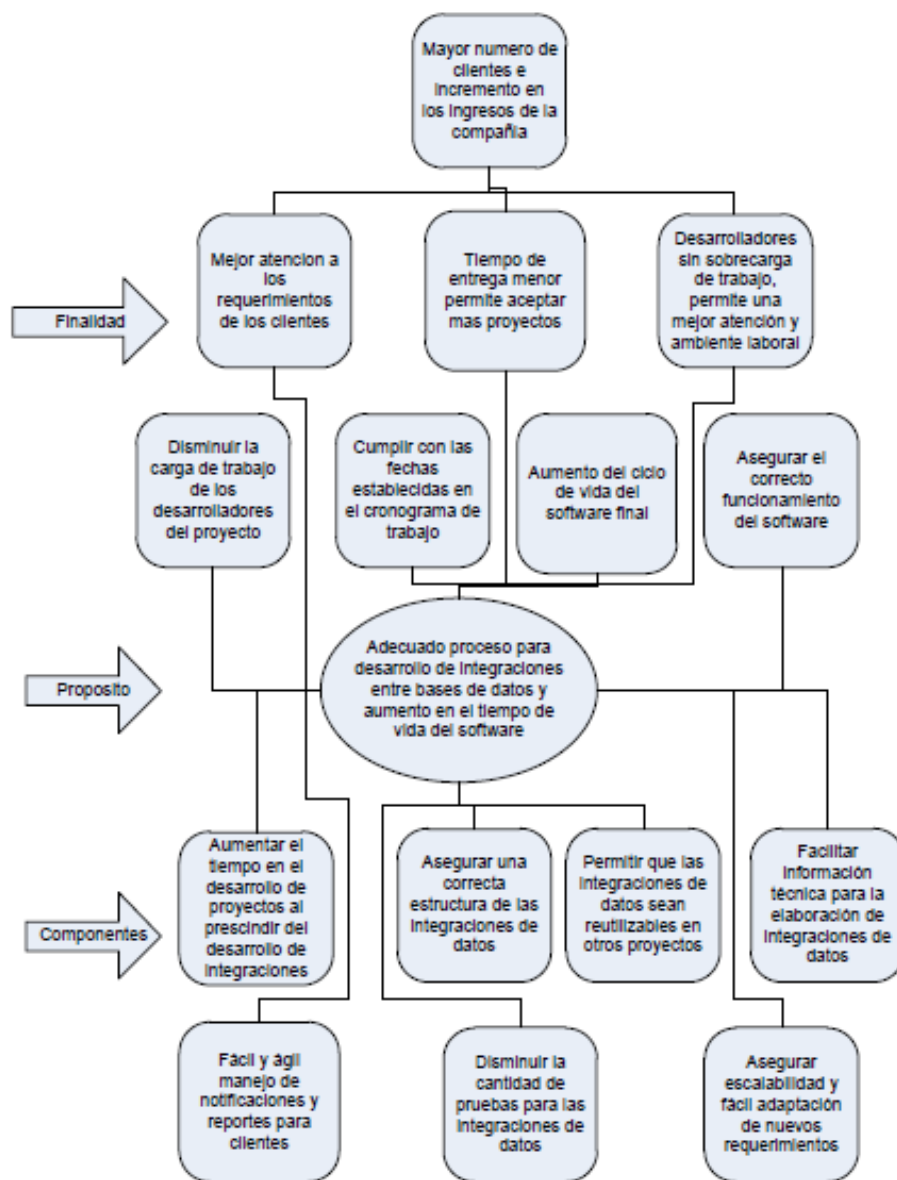 Mayor numero de
clientes e
incremento en
los ingresos de la
compañia
Mejor atencion a
los
requerimientos
de los clientes
Tiempo de
entrega menor
permite aceptar
mas proyectos
Desarrolladores
sin sobrecarga
de trabajo,
permite una
mejor atención y
ambiente laboral
Finalidad
Disminuir la
carga de trabajo
de los
desarrolladores
del proyecto
Cumplir con las
fechas
establecidas en
el cronograma de
trabajo
Aumento del ciclo
de vida del
software final
Asegurar el
correcto
funcionamiento
del software
Proposito
Adecuado proceso para
desarrollo de integraciones
entre bases de datos y
aumento en el tiempo de
vida del software
Componentes
Aumentar el
tiempo en el
desarrollo de
proyectos al
prescindir del
desarrollo de
integraciones
Asegurar una
correcta
estructura de las
integraciones de
datos
Permitir que las
integraciones de
datos sean
reutilizables en
otros proyectos
Facilitar
información
técnica para la
elaboración de
integraciones de
datos
Fácil y ágil
manejo de
notificaciones y
reportes para
clientes
Disminuir la
cantidad de
pruebas para las
integraciones de
datos
Asegurar
escalabilidad y
fácil adaptación
de nuevos
requerimientos